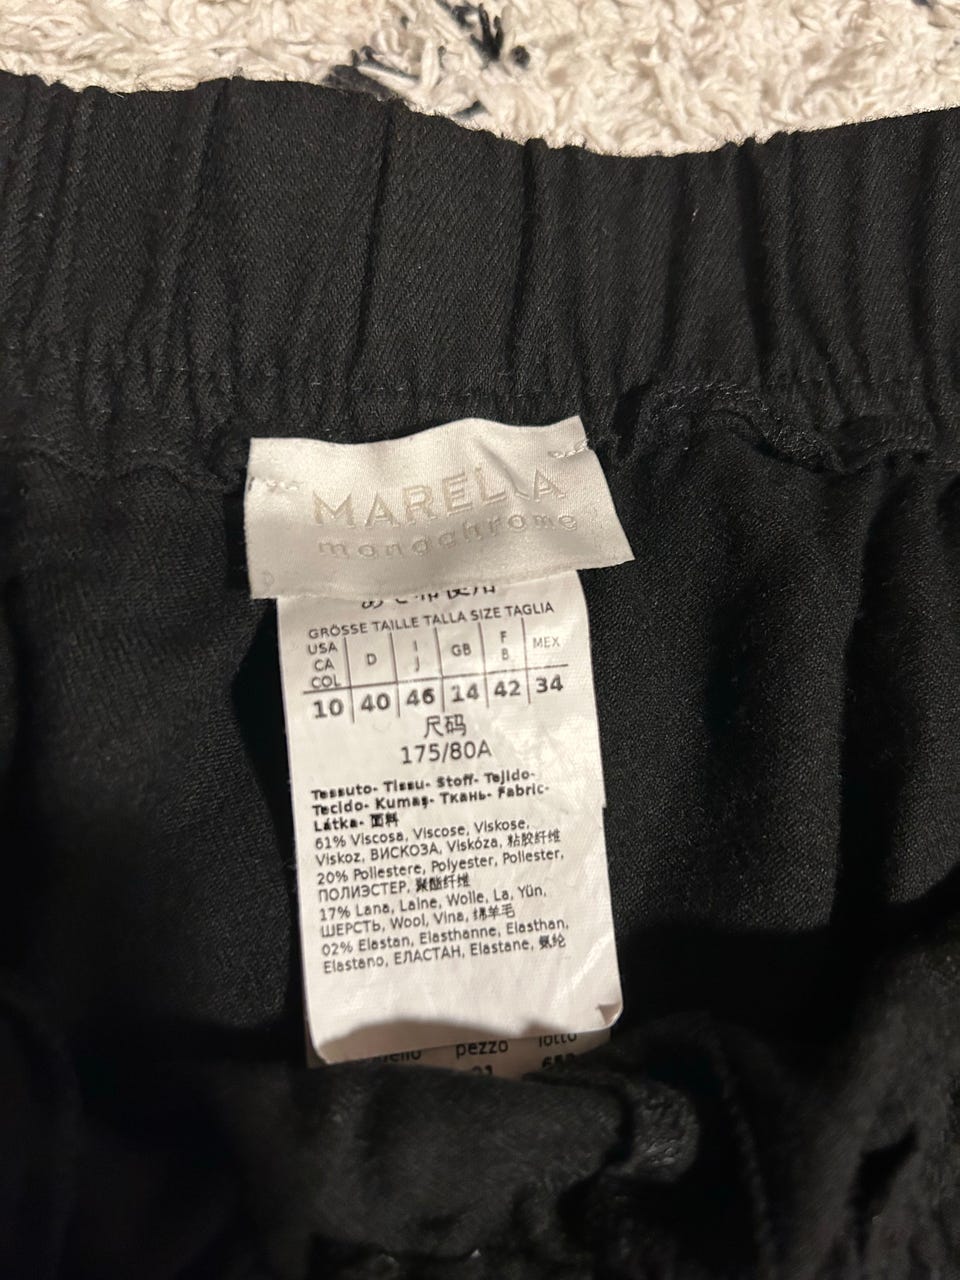 MARELLA
monochrome
GRÖSSE TAILLE TALLA SIZE TAGLIA
USA CA COL D I J GB F B MEX
10 40 46 14 42 34
尺码
175/80A
Tessuto- Tissu- Stoff- Tejido-
Tecido- Kumaş- Ткань- Fabric-
Látka- 面料
61% Viscosa, Viscose, Viskose,
Viskoz, ВИСКОЗА, Viskóza, 粘胶纤维
20% Poliestere, Polyester, Poliester,
ПОЛИЭСТЕР, 聚酯纤维
17% Lana, Laine, Wolle, La, Yün,
ШЕРСТЬ, Wool, Vlna, 绵羊毛
02% Elastan, Elasthanne, Elasthan,
Elastano, ЕЛАСТАН, Elastane, 氨纶
pezzo lotto